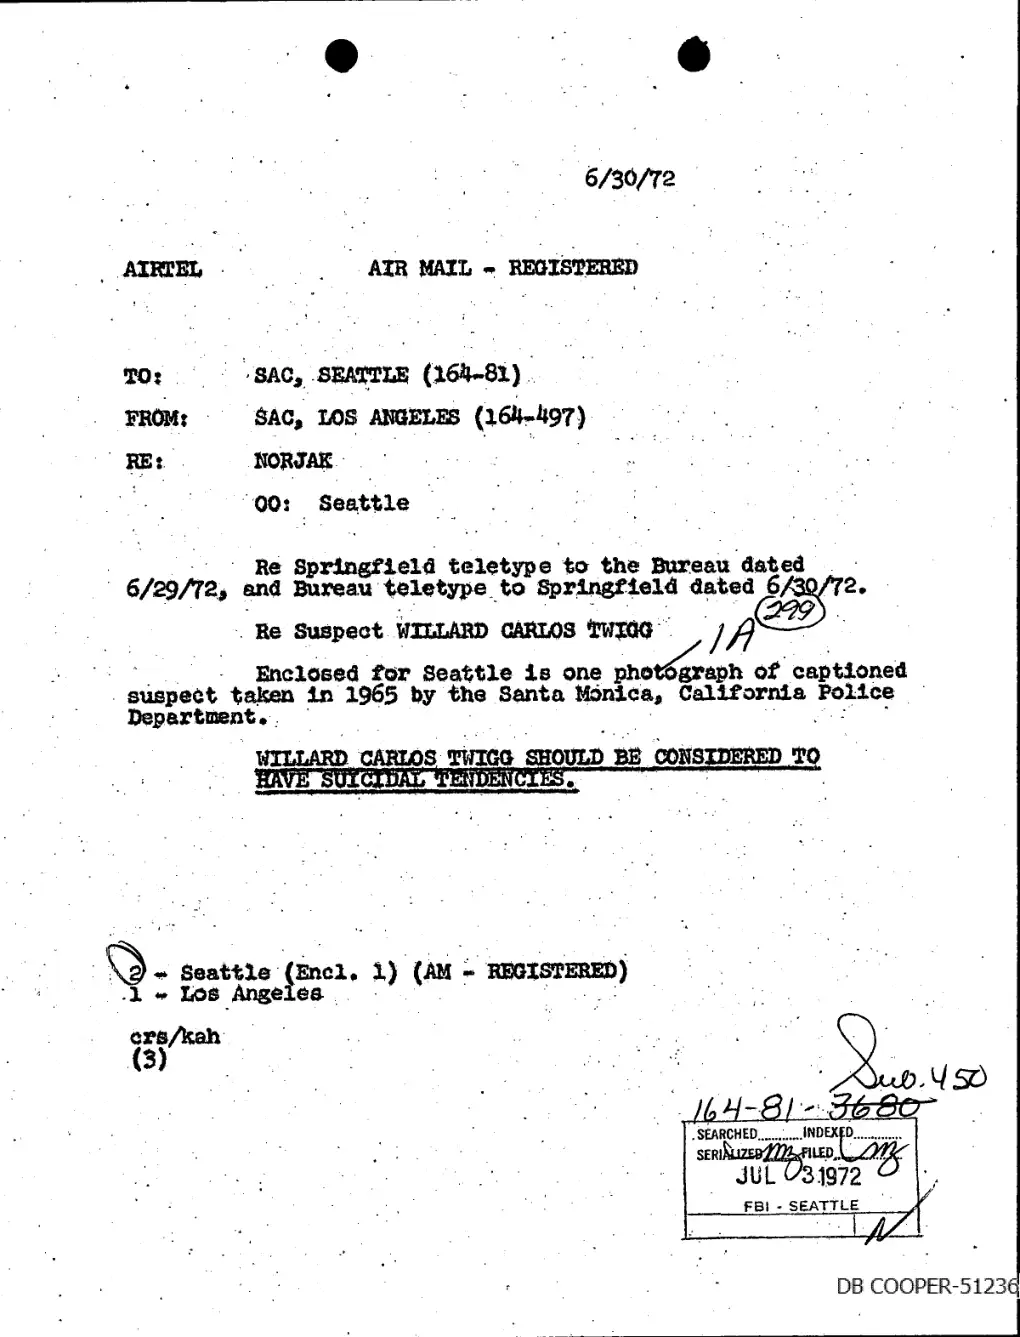 6/30/72
AIRTEL AIR MAIL - REGISTERED
TO: SAC, SEATTLE (164-81)
FROM: SAC, LOS ANGELES (164-497)
RE: NORJAK
OO: Seattle
Re Springfield teletype to the Bureau dated
6/29/72, and Bureau teletype to Springfield dated 6/30/72.
299
Re Suspect WILLARD CARLOS TWIGG 1A
Enclosed for Seattle is one photograph of captioned
suspect taken in 1965 by the Santa Monica, California Police
Department.
WILLARD CARLOS TWIGG SHOULD BE CONSIDERED TO
HAVE SUICIDAL TENDENCIES.
2 - Seattle (Encl. 1) (AM - REGISTERED)
1 - Los Angeles
crs/kah
(3)
Sub. 450
164-81- 3680
SEARCHED............INDEXED............
SERIALIZED FILED
JUL 03 1972
FBI - SEATTLE
N
DB COOPER-51236